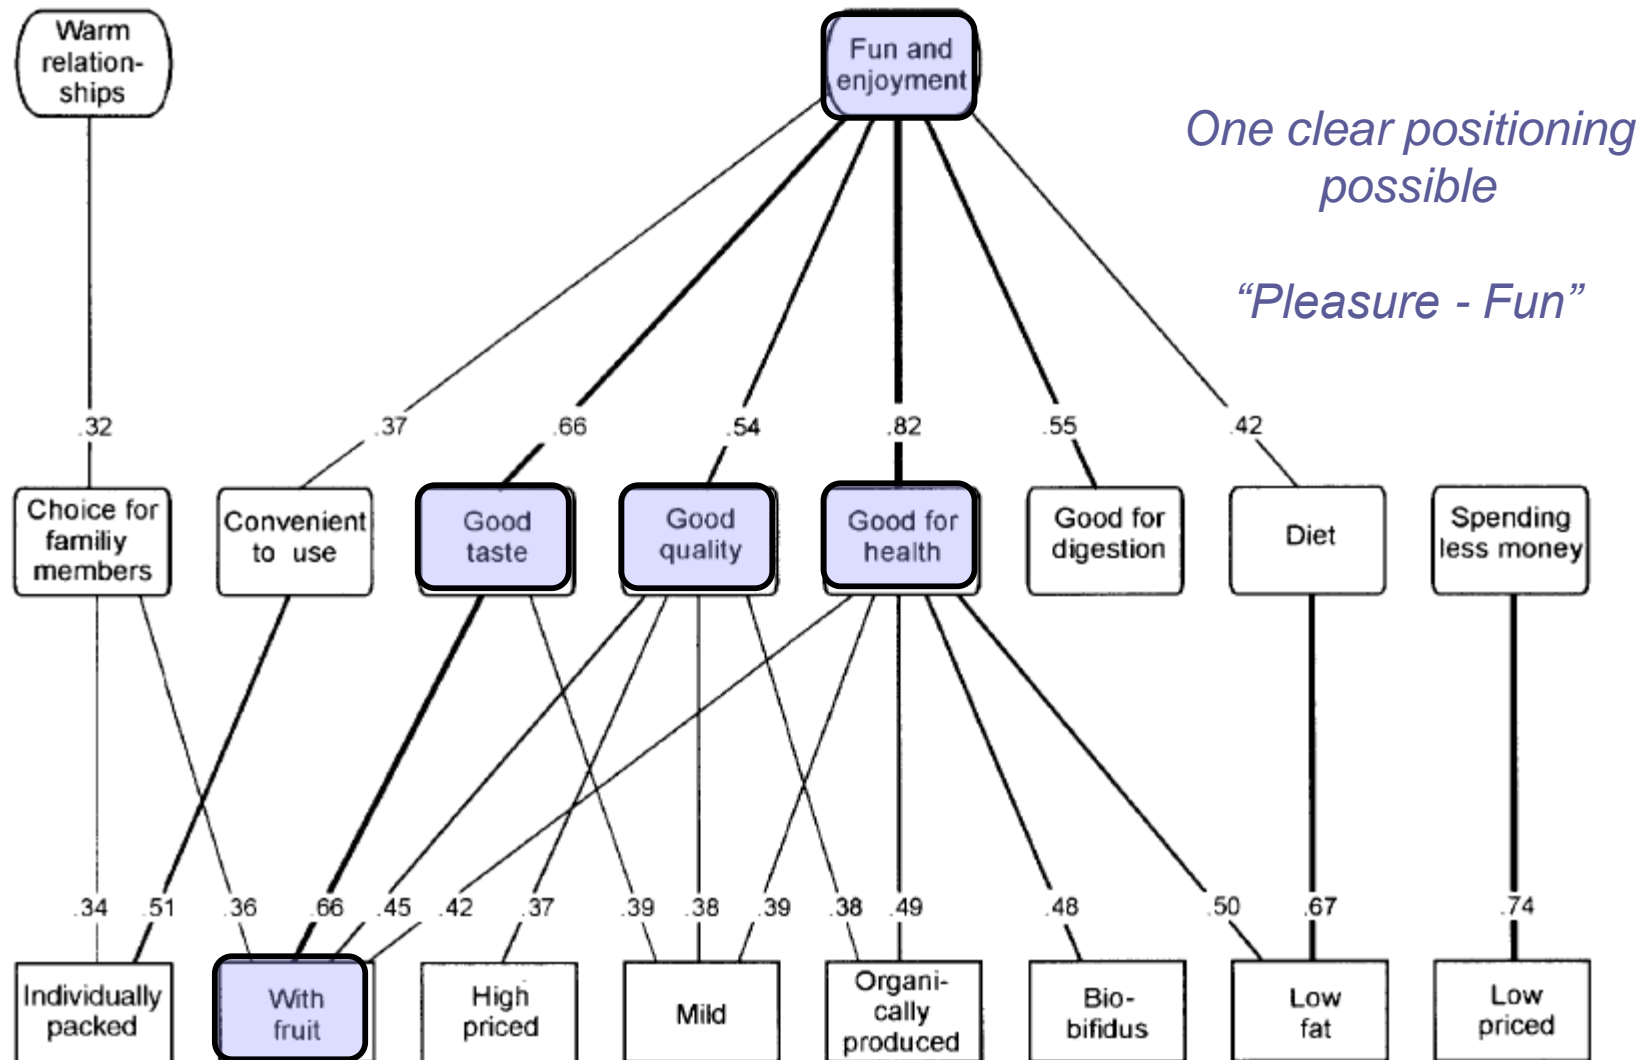 Warm
relation-
ships
Fun and
enjoyment
One clear positioning
possible
“Pleasure - Fun”
.32
.37
.66
.54
.82
.55
.42
Choice for
familiy
members
Convenient
to use
Good
taste
Good
quality
Good for
health
Good for
digestion
Diet
Spending
less money
.34
.51
.36
.66
.45
.42
.37
.39
.38
.39
.38
.49
.48
.50
.67
.74
Individually
packed
With
fruit
High
priced
Mild
Organi-
cally
produced
Bio-
bifidus
Low
fat
Low
priced